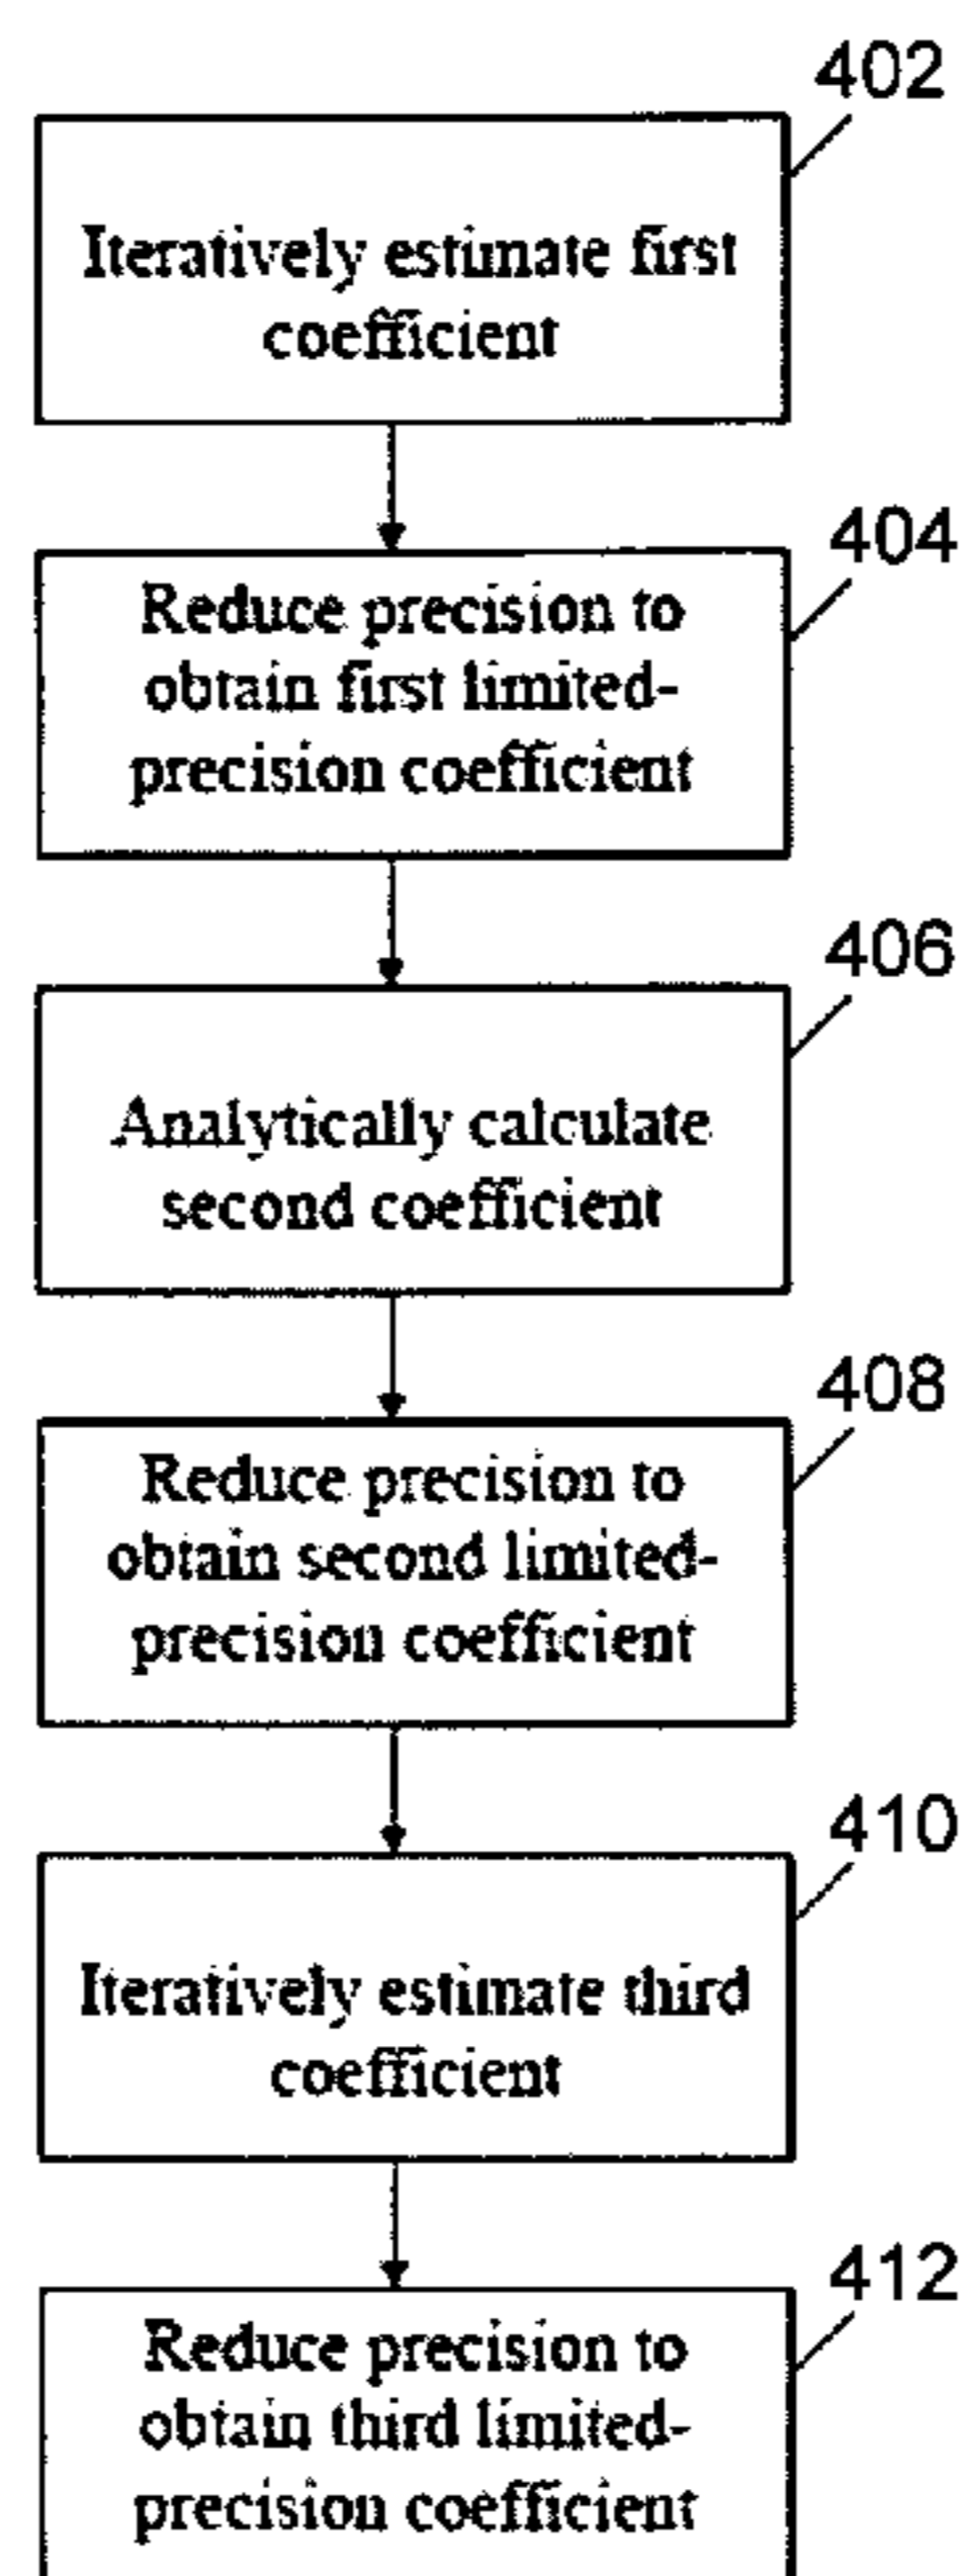 402
Iteratively estimate first
coefficient
404
Reduce precision to
obtain first limited-
precision coefficient
406
Analytically calculate
second coefficient
408
Reduce precision to
obtain second limited-
precision coefficient
410
Iteratively estimate third
coefficient
412
Reduce precision to
obtain third limited-
precision coefficient